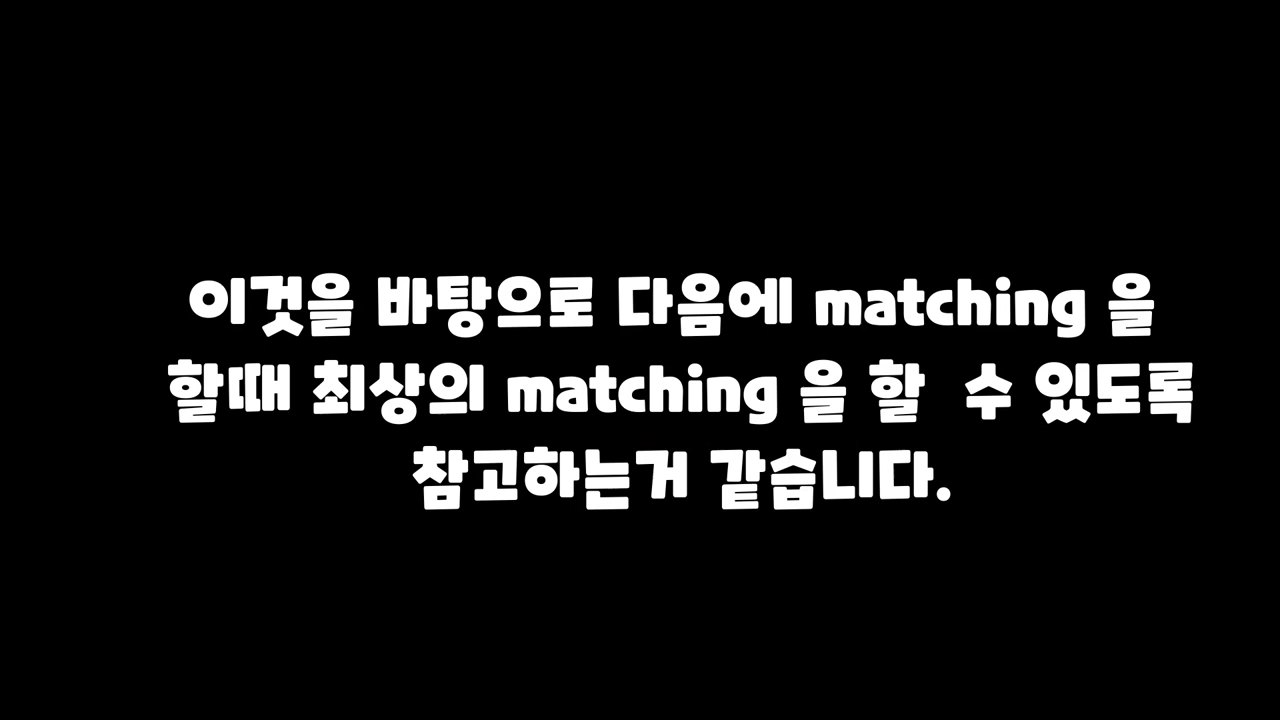 이것을 바탕으로 다음에 matching 을
할때 최상의 matching 을 할 수 있도록
참고하는거 같습니다.